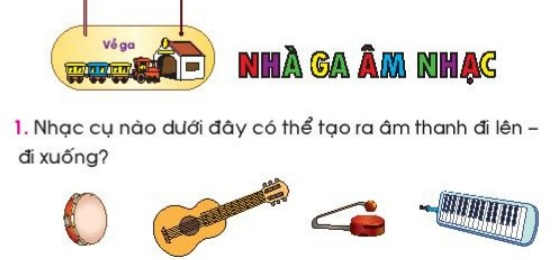 Về ga
NHÀ GA ÂM NHẠC
1. Nhạc cụ nào dưới đây có thể tạo ra âm thanh đi lên –
đi xuống?